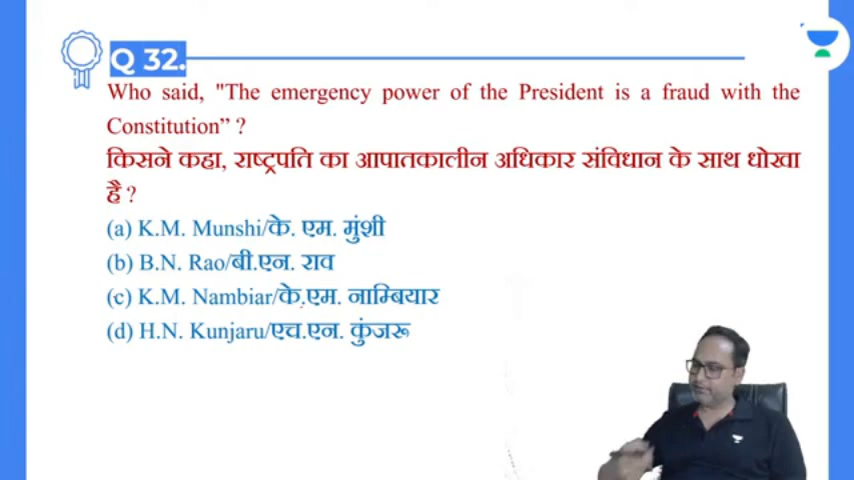 Q 32.
Who said, "The emergency power of the President is a fraud with the
Constitution” ?
किसने कहा, राष्ट्रपति का आपातकालीन अधिकार संविधान के साथ धोखा
है ?
(a) K.M. Munshi/के. एम. मुंशी
(b) B.N. Rao/बी.एन. राव
(c) K.M. Nambiar/के.एम. नाम्बियार
(d) H.N. Kunjaru/एच.एन. कुंजरू